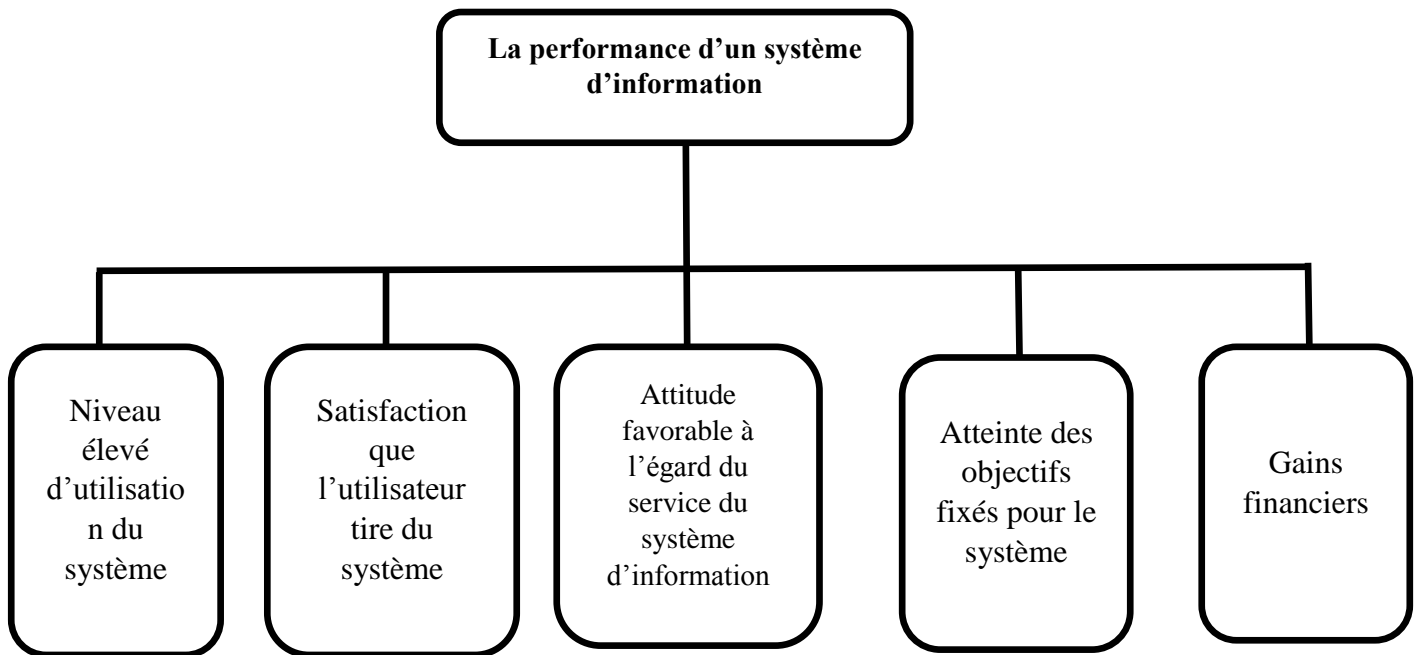 La performance d’un système
d’information
Niveau
élevé
d’utilisatio
n du
système
Satisfaction
que
l’utilisateur
tire du
système
Attitude
favorable à
l’égard du
service du
système
d’information
Atteinte des
objectifs
fixés pour le
système
Gains
financiers